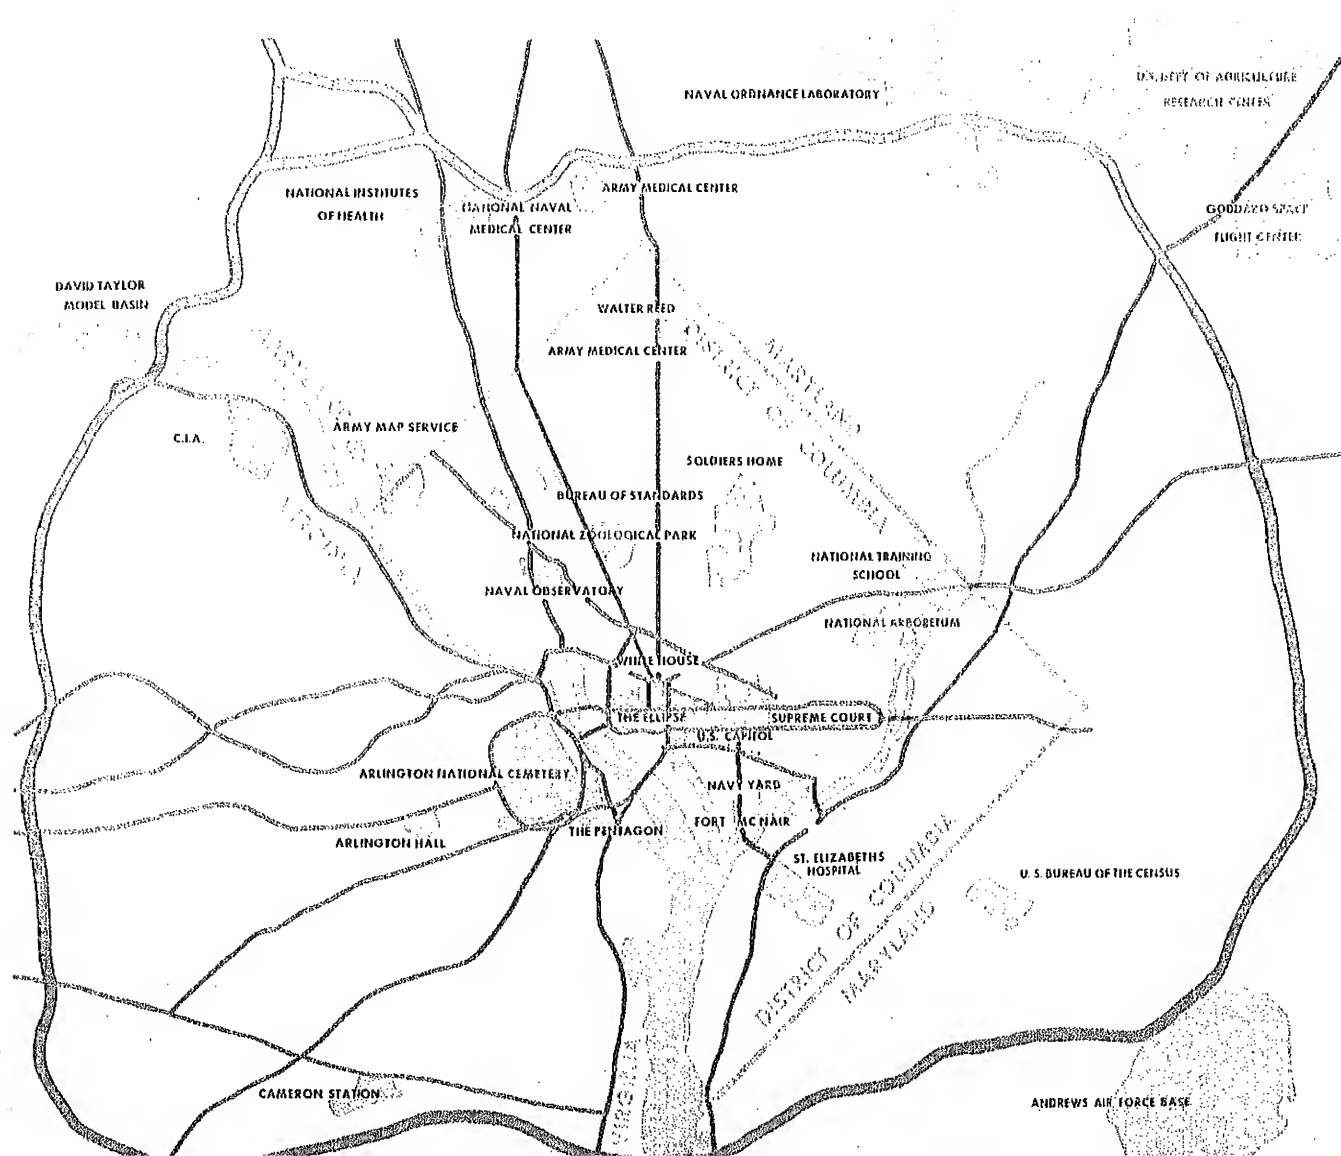 U.S. DEPT. OF AGRICULTURE
RESEARCH CENTER
NAVAL ORDNANCE LABORATORY
NATIONAL INSTITUTES
OF HEALTH
NATIONAL NAVAL
MEDICAL CENTER
ARMY MEDICAL CENTER
GODDARD SPACE
FLIGHT CENTER
DAVID TAYLOR
MODEL BASIN
WALTER REED
ARMY MEDICAL CENTER
MARYLAND
DISTRICT OF COLUMBIA
MARYLAND
VIRGINIA
C.I.A.
ARMY MAP SERVICE
SOLDIERS HOME
BUREAU OF STANDARDS
NATIONAL ZOOLOGICAL PARK
NATIONAL TRAINING
SCHOOL
NAVAL OBSERVATORY
NATIONAL ARBORETUM
WHITE HOUSE
THE ELLIPSE
SUPREME COURT
U.S. CAPITOL
ARLINGTON NATIONAL CEMETERY
NAVY YARD
FORT MC NAIR
THE PENTAGON
ARLINGTON HALL
ST. ELIZABETHS
HOSPITAL
U. S. BUREAU OF THE CENSUS
DISTRICT OF COLUMBIA
MARYLAND
VIRGINIA
CAMERON STATION
ANDREWS AIR FORCE BASE